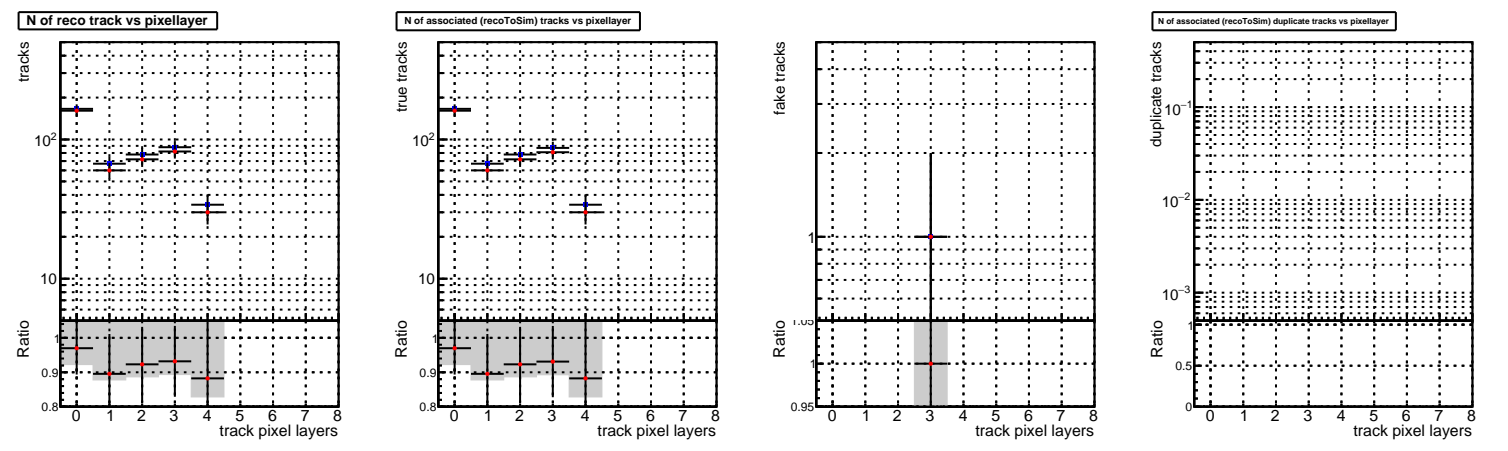 N of reco track vs pixellayer
tracks
10²
10
Ratio
1
0.9
0.8
0 1 2 3 4 5 6 7 8
track pixel layers
N of associated (recoToSim) tracks vs pixellayer
true tracks
10²
10
Ratio
1
0.9
0.8
0 1 2 3 4 5 6 7 8
track pixel layers
fake tracks
1
Ratio
1.05
1
0.95
0 1 2 3 4 5 6 7 8
track pixel layers
N of associated (recoToSim) duplicate tracks vs pixellayer
duplicate tracks
10⁻¹
10⁻²
10⁻³
Ratio
1
0.5
0
0 1 2 3 4 5 6 7 8
track pixel layers